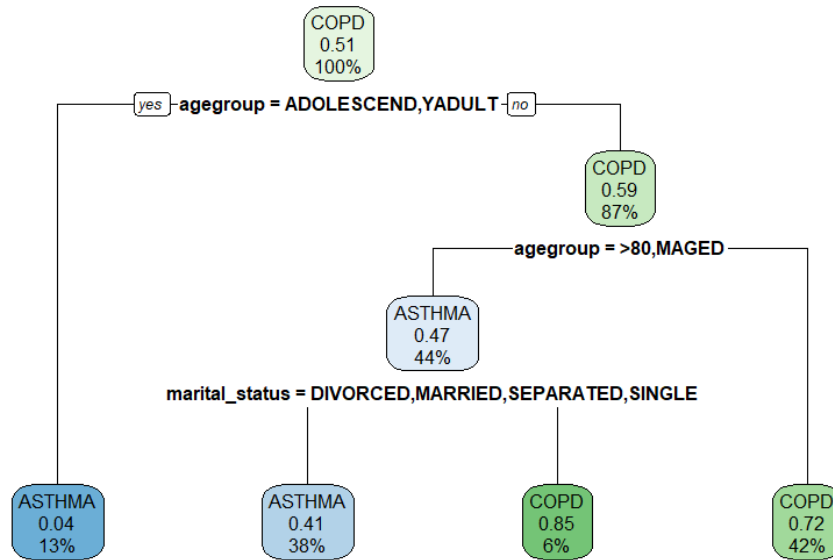 COPD
0.51
100%
yes agegroup = ADOLESCEND,YADULT no
COPD
0.59
87%
agegroup = >80,MAGED
ASTHMA
0.47
44%
marital_status = DIVORCED,MARRIED,SEPARATED,SINGLE
ASTHMA
0.04
13%
ASTHMA
0.41
38%
COPD
0.85
6%
COPD
0.72
42%